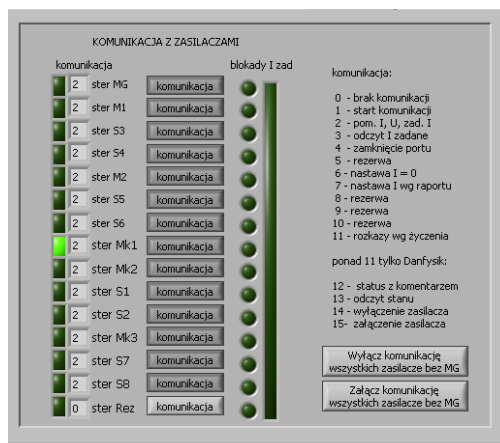 KOMUNIKACJA Z ZASILACZAMI
komunikacja
blokady I zad
2 ster MG komunikacja
2 ster M1 komunikacja
2 ster S3 komunikacja
2 ster S4 komunikacja
2 ster M2 komunikacja
2 ster S5 komunikacja
2 ster S6 komunikacja
2 ster Mk1 komunikacja
2 ster Mk2 komunikacja
2 ster S1 komunikacja
2 ster S2 komunikacja
2 ster Mk3 komunikacja
2 ster S7 komunikacja
2 ster S8 komunikacja
0 ster Rez komunikacja
komunikacja:
0 - brak komunikacji
1 - start komunikacji
2 - pom. I, U, zad. I
3 - odczyt I zadane
4 - zamknięcie portu
5 - rezerwa
6 - nastawa I = 0
7 - nastawa I wg raportu
8 - rezerwa
9 - rezerwa
10 - rezerwa
11 - rozkazy wg życzenia
ponad 11 tylko Danfysik:
12 - status z komentarzem
13 - odczyt stanu
14 - wyłączenie zasilacza
15- załączenie zasilacza
Wyłącz komunikację
wszystkich zasilacze bez MG
Załącz komunikację
wszystkich zasilacze bez MG